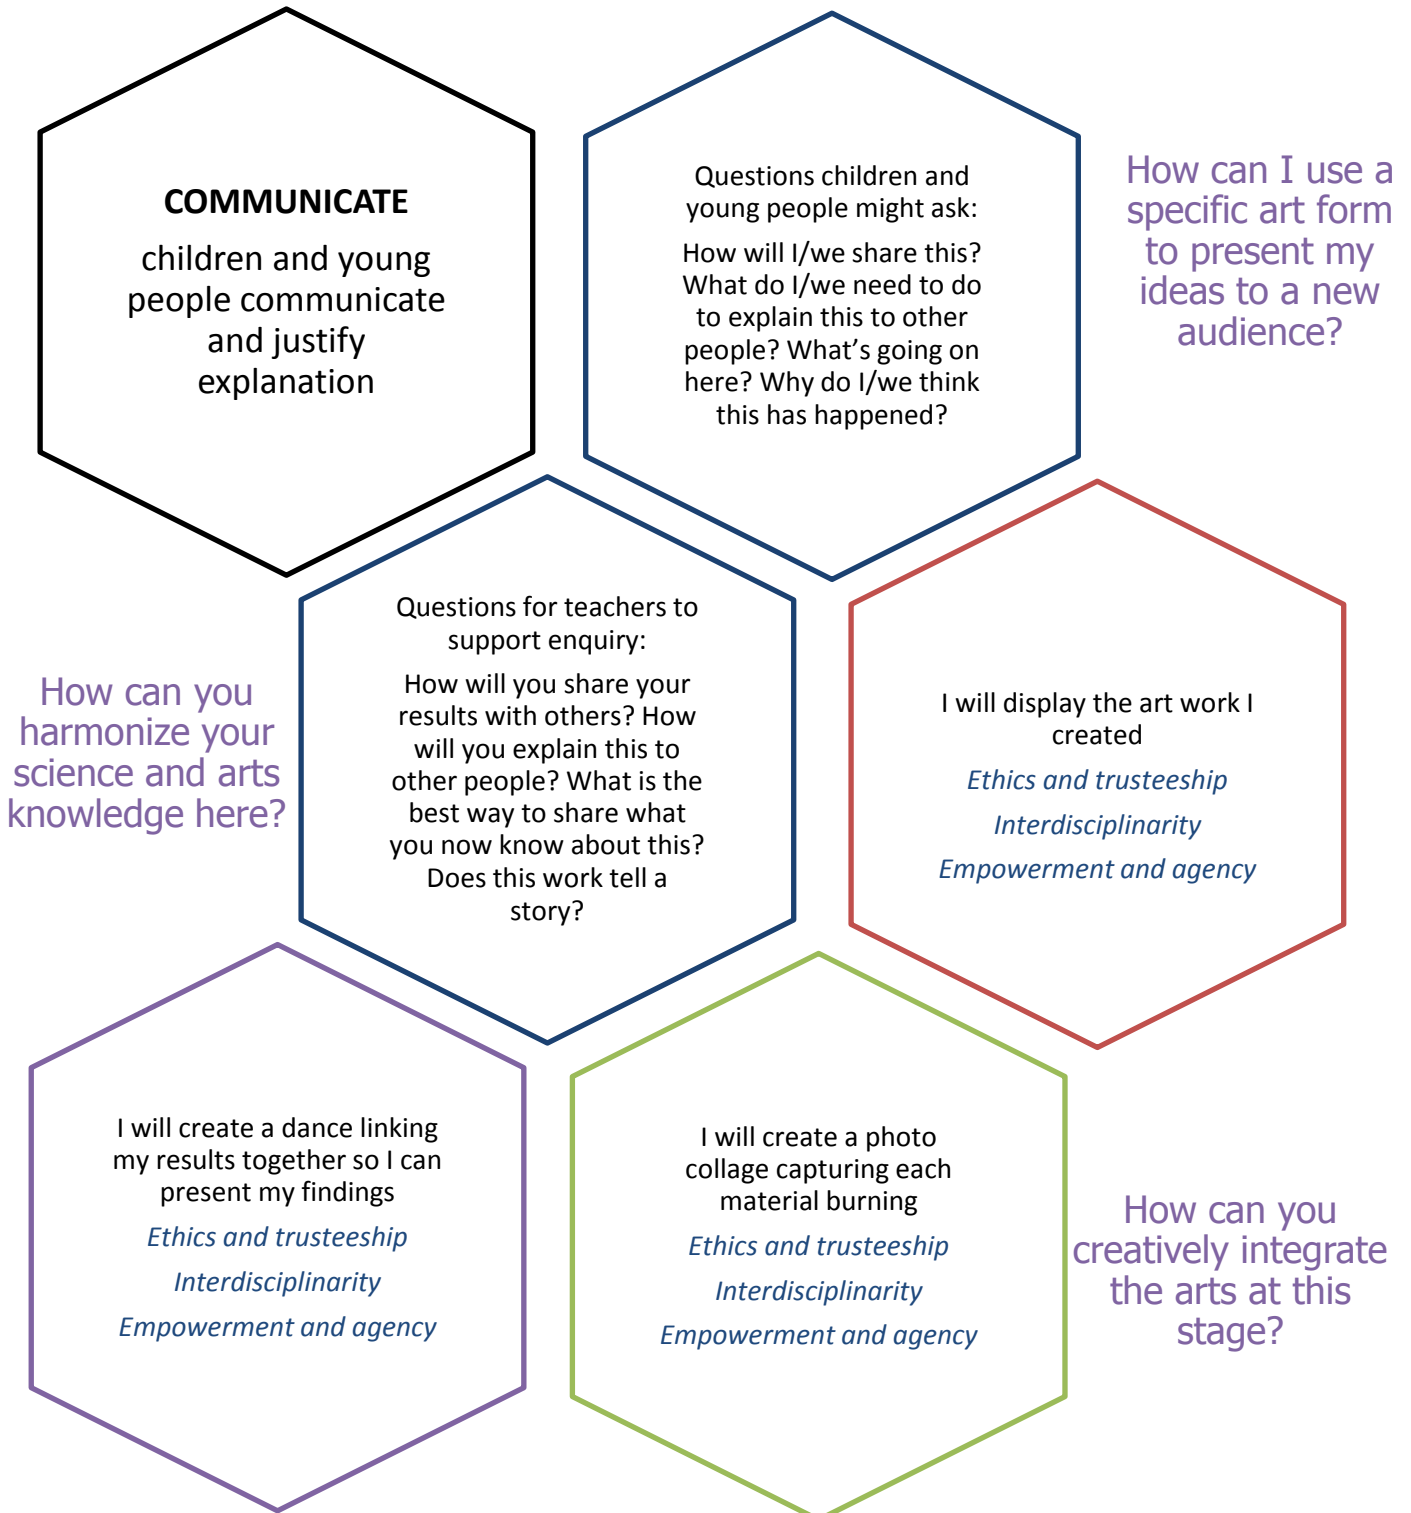 COMMUNICATE
children and young
people communicate
and justify
explanation
Questions children and
young people might ask:
How will I/we share this?
What do I/we need to do
to explain this to other
people? What's going on
here? Why do I/we think
this has happened?
How can I use a
specific art form
to present my
ideas to a new
audience?
How can you
harmonize your
science and arts
knowledge here?
Questions for teachers to
support enquiry:
How will you share your
results with others? How
will you explain this to
other people? What is the
best way to share what
you now know about this?
Does this work tell a
story?
I will display the art work I
created
Ethics and trusteeship
Interdisciplinarity
Empowerment and agency
I will create a dance linking
my results together so I can
present my findings
Ethics and trusteeship
Interdisciplinarity
Empowerment and agency
I will create a photo
collage capturing each
material burning
Ethics and trusteeship
Interdisciplinarity
Empowerment and agency
How can you
creatively integrate
the arts at this
stage?